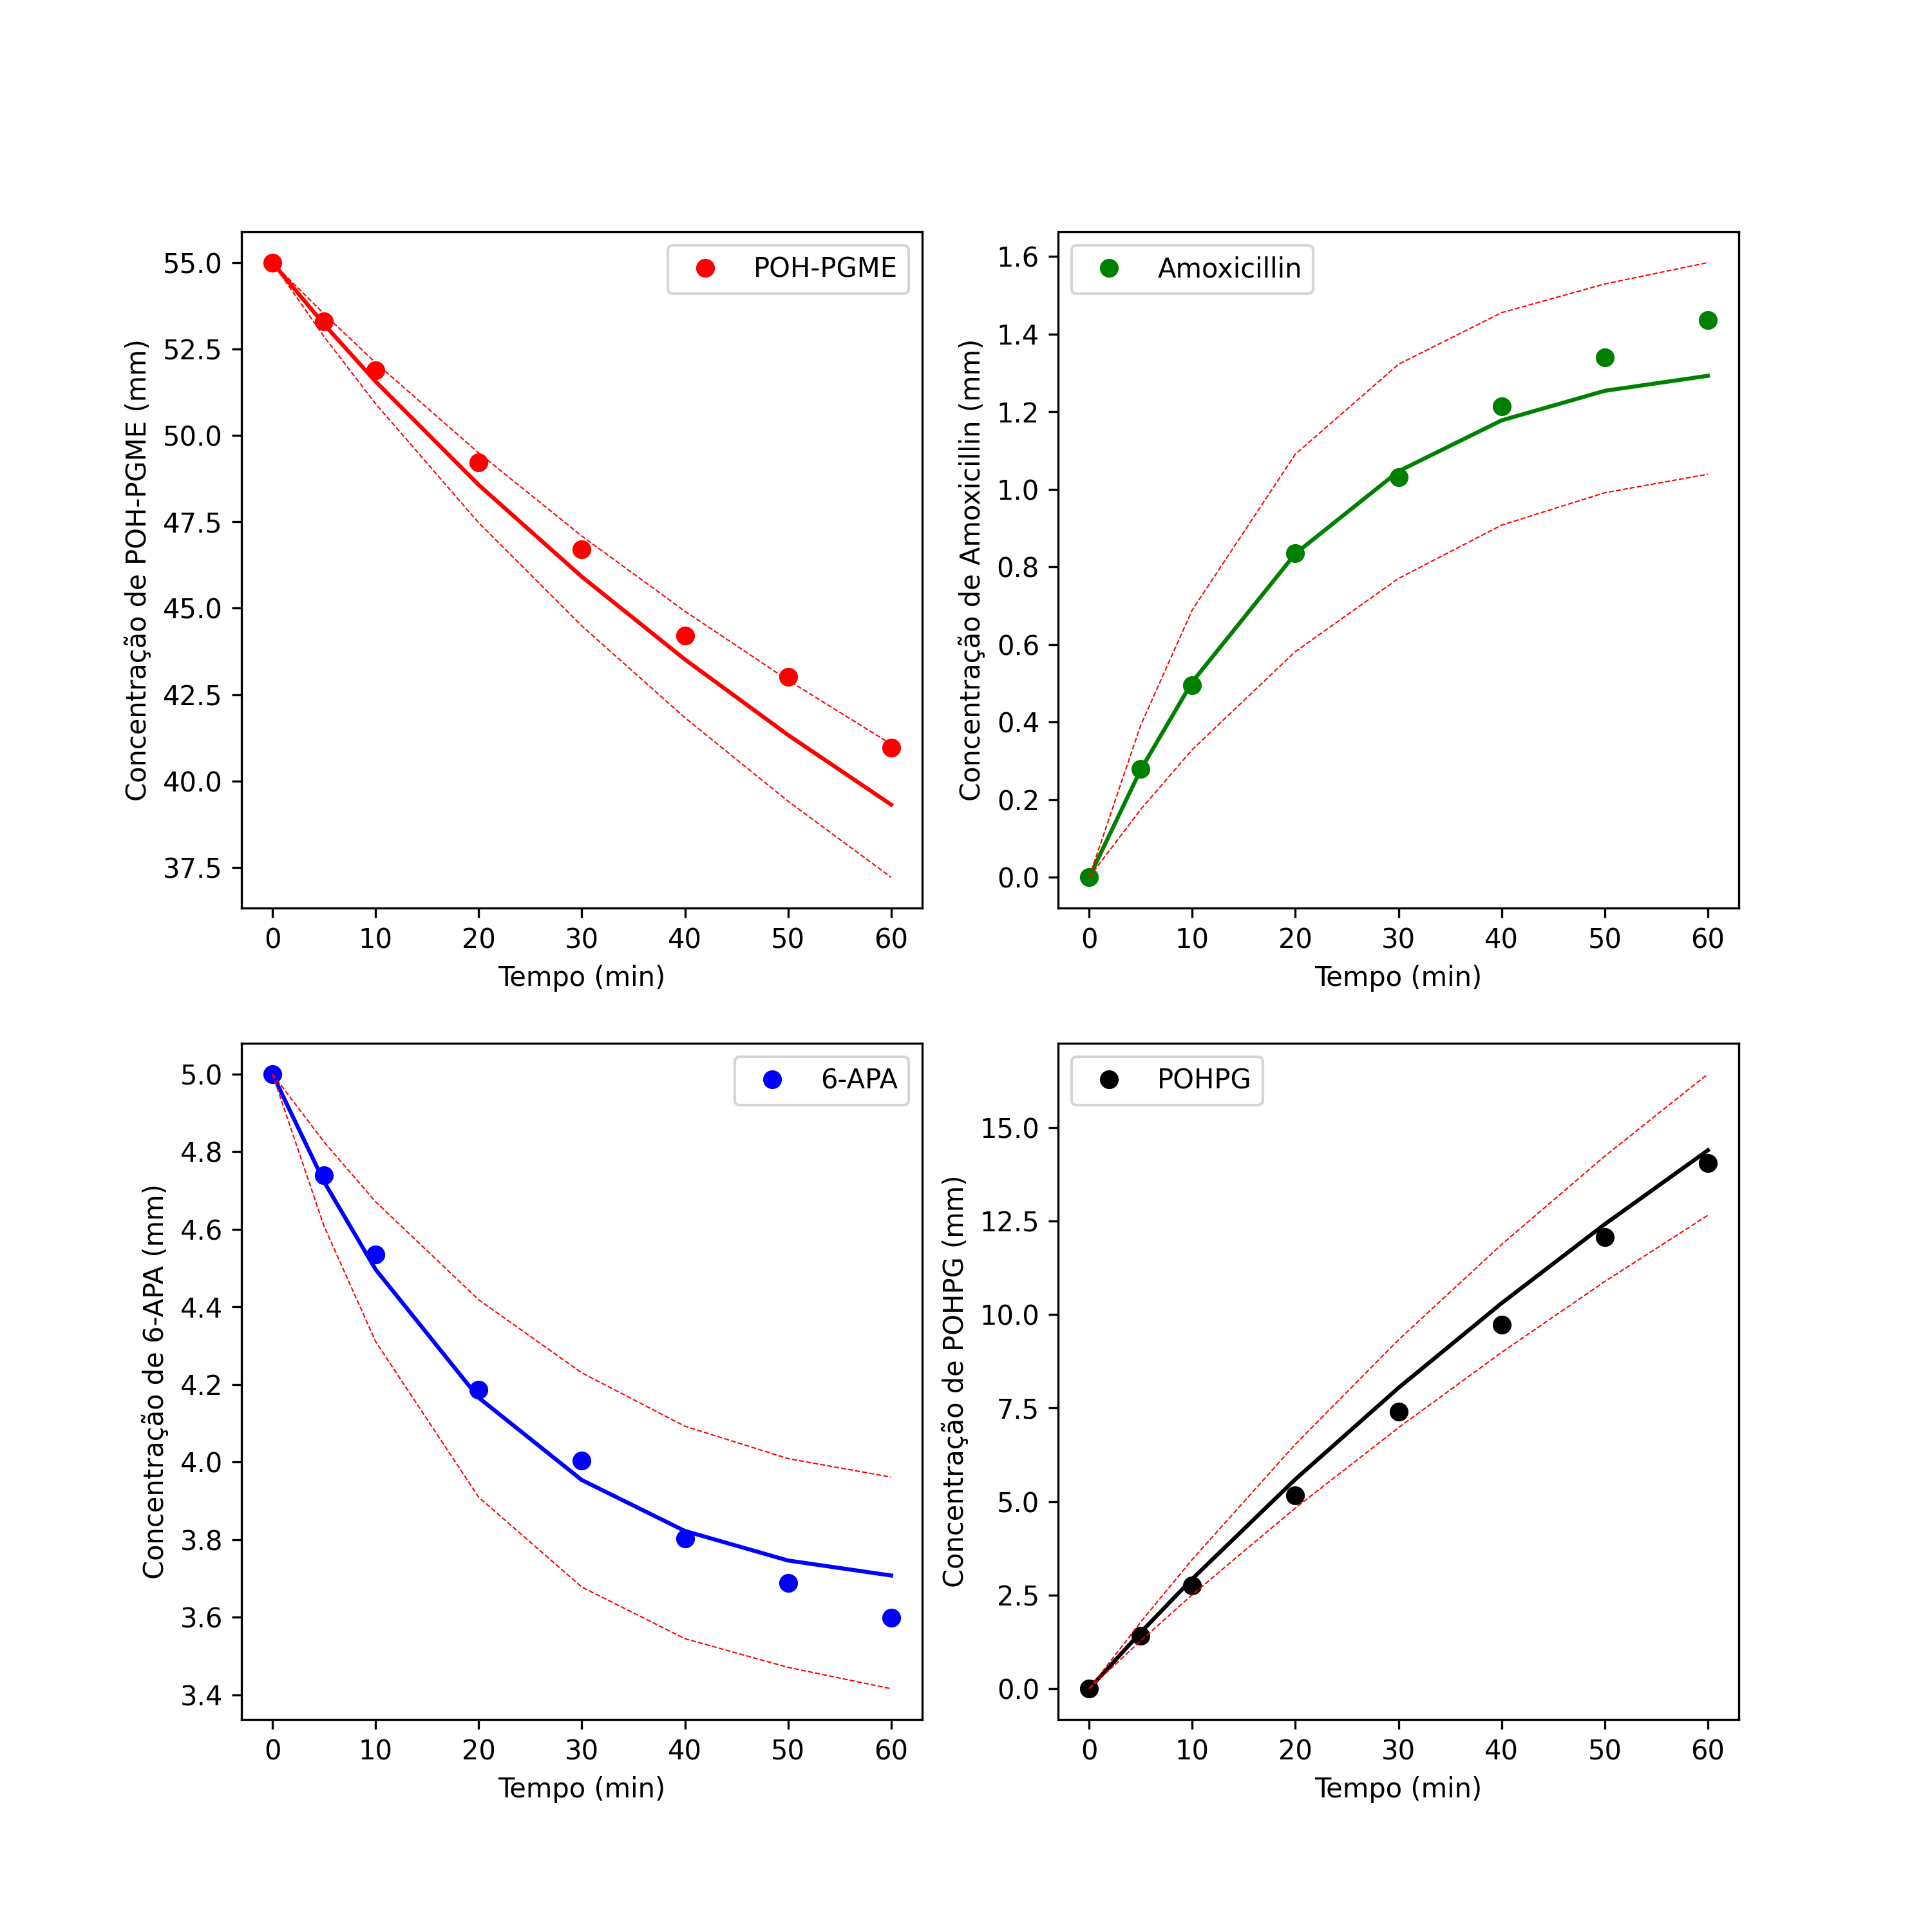 POH-PGME
Concentração de POH-PGME (mm)
55.0
52.5
50.0
47.5
45.0
42.5
40.0
37.5
0 10 20 30 40 50 60
Tempo (min)
Amoxicillin
Concentração de Amoxicillin (mm)
1.6
1.4
1.2
1.0
0.8
0.6
0.4
0.2
0.0
0 10 20 30 40 50 60
Tempo (min)
6-APA
Concentração de 6-APA (mm)
5.0
4.8
4.6
4.4
4.2
4.0
3.8
3.6
3.4
0 10 20 30 40 50 60
Tempo (min)
POHPG
Concentração de POHPG (mm)
15.0
12.5
10.0
7.5
5.0
2.5
0.0
0 10 20 30 40 50 60
Tempo (min)